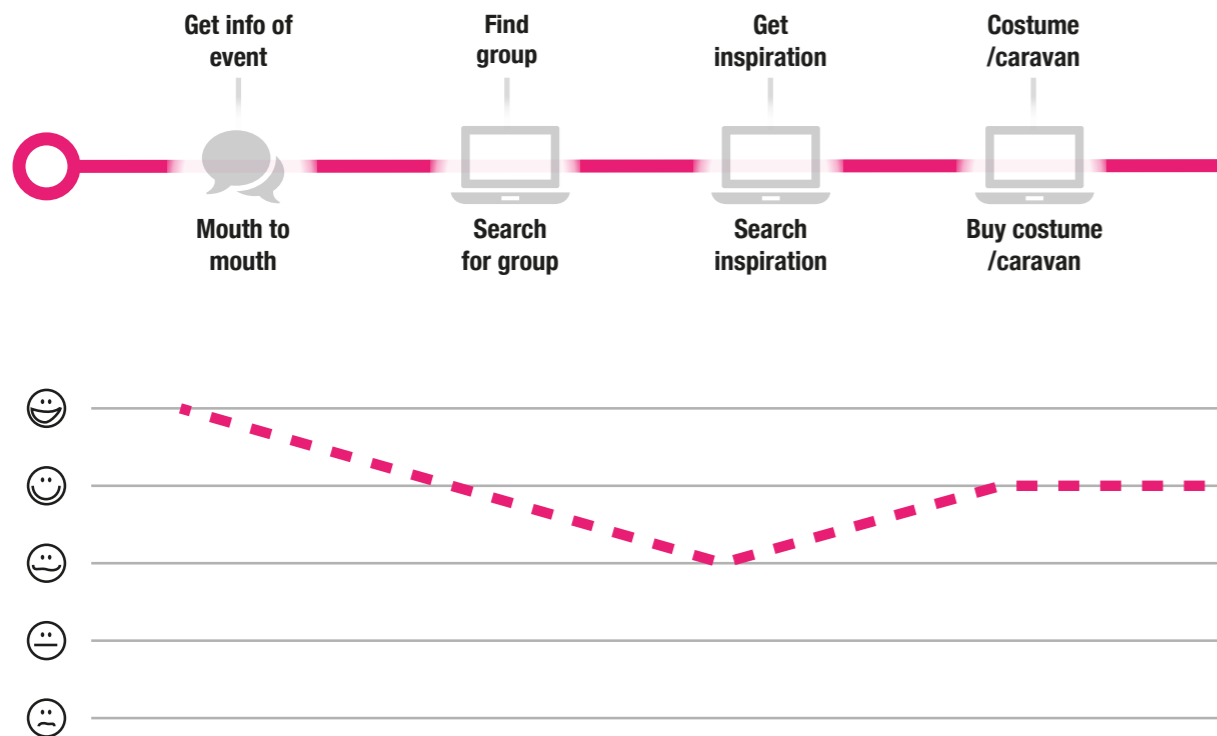 Get info of
event
Find
group
Get
inspiration
Costume
/caravan
Mouth to
mouth
Search
for group
Search
inspiration
Buy costume
/caravan